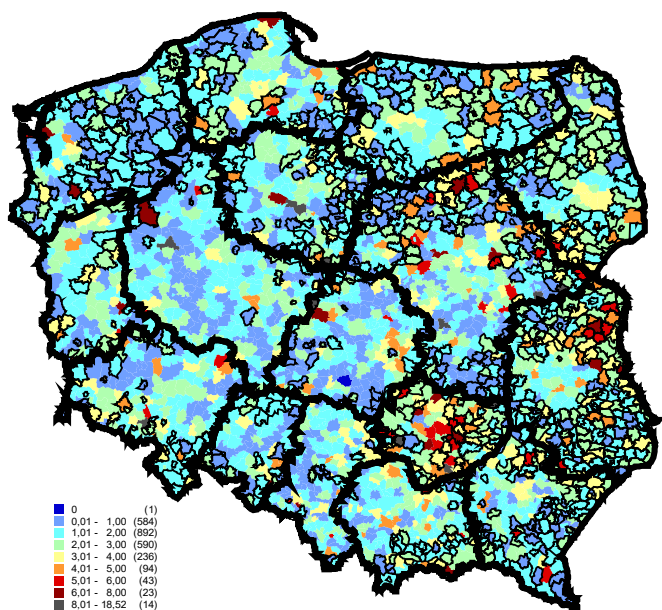 0 (1)
0,01 - 1,00 (584)
1,01 - 2,00 (892)
2,01 - 3,00 (590)
3,01 - 4,00 (236)
4,01 - 5,00 (94)
5,01 - 6,00 (43)
6,01 - 8,00 (23)
8,01 - 18,52 (14)